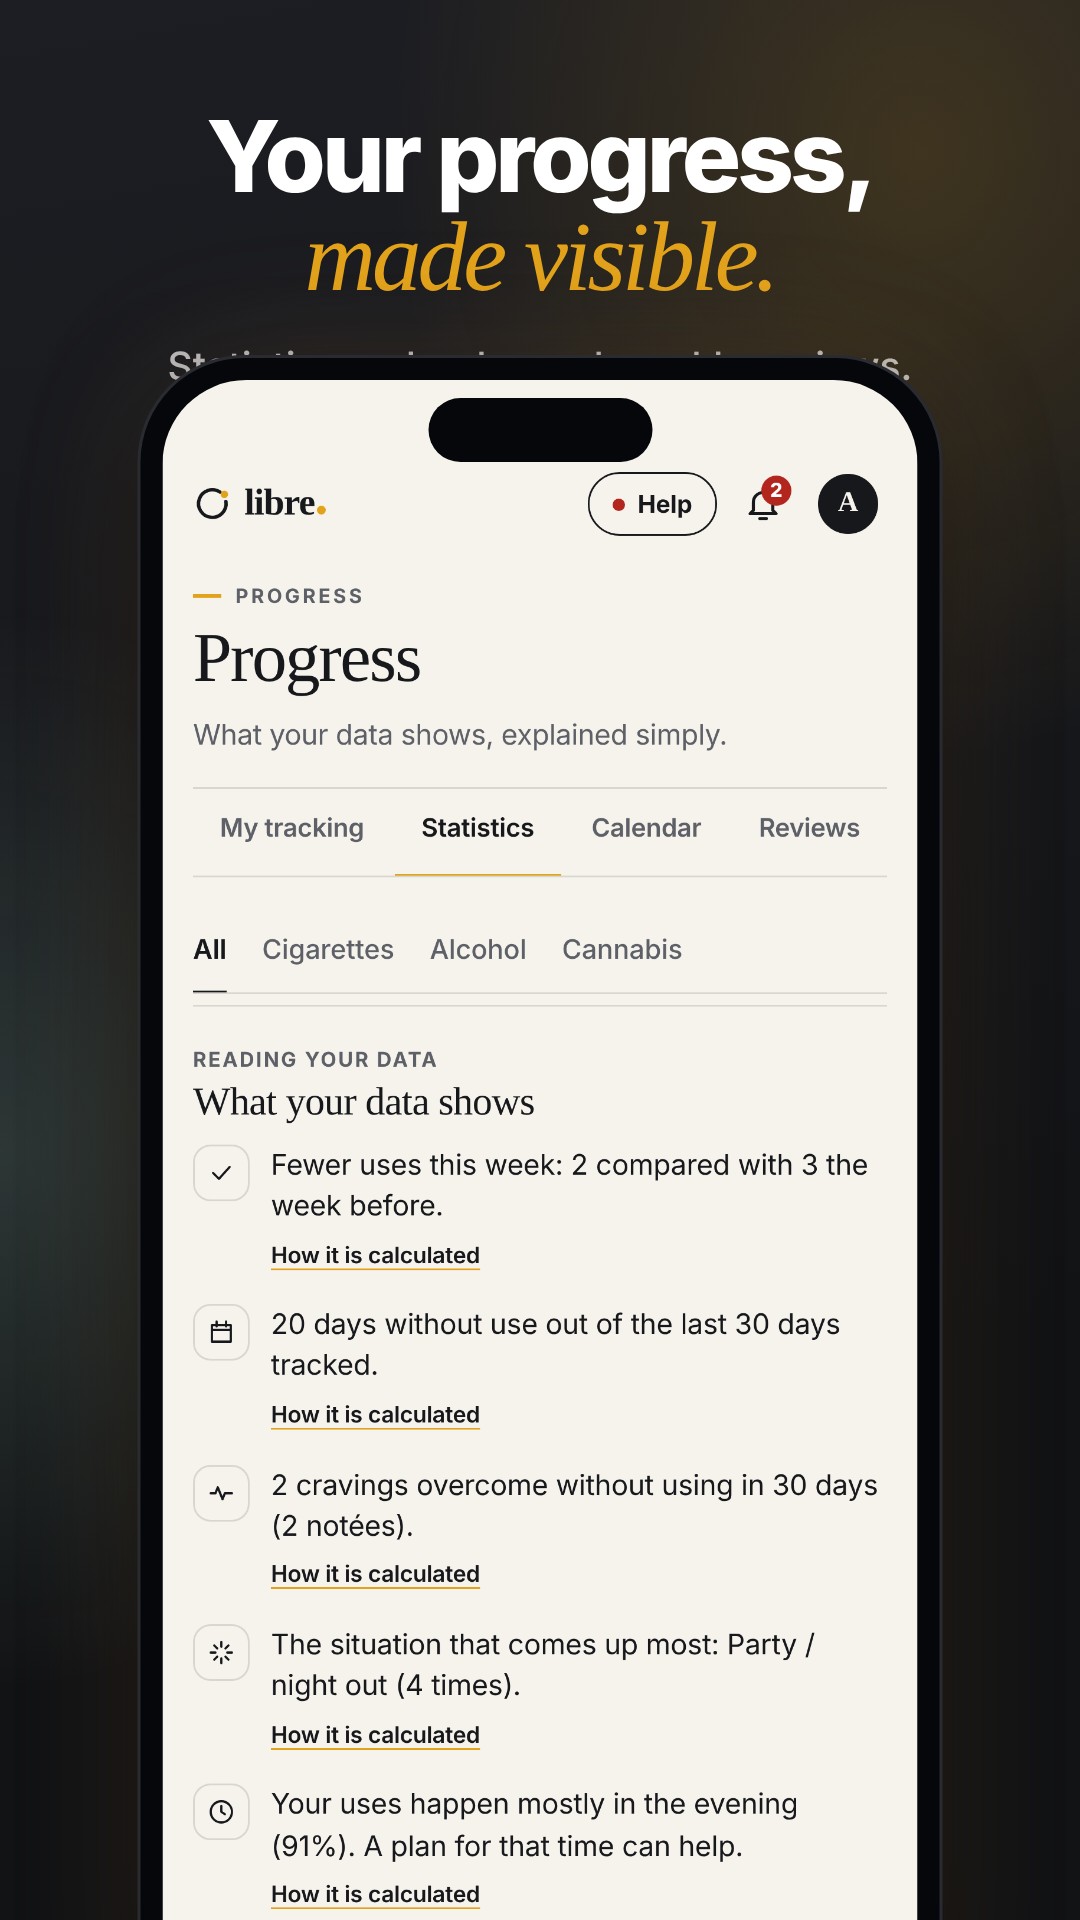 Your progress,
made visible.
libre.
Help
2
A
PROGRESS
Progress
What your data shows, explained simply.
My tracking
Statistics
Calendar
Reviews
All
Cigarettes
Alcohol
Cannabis
READING YOUR DATA
What your data shows
Fewer uses this week: 2 compared with 3 the
week before.
How it is calculated
20 days without use out of the last 30 days
tracked.
How it is calculated
2 cravings overcome without using in 30 days
(2 notées).
How it is calculated
The situation that comes up most: Party /
night out (4 times).
How it is calculated
Your uses happen mostly in the evening
(91%). A plan for that time can help.
How it is calculated